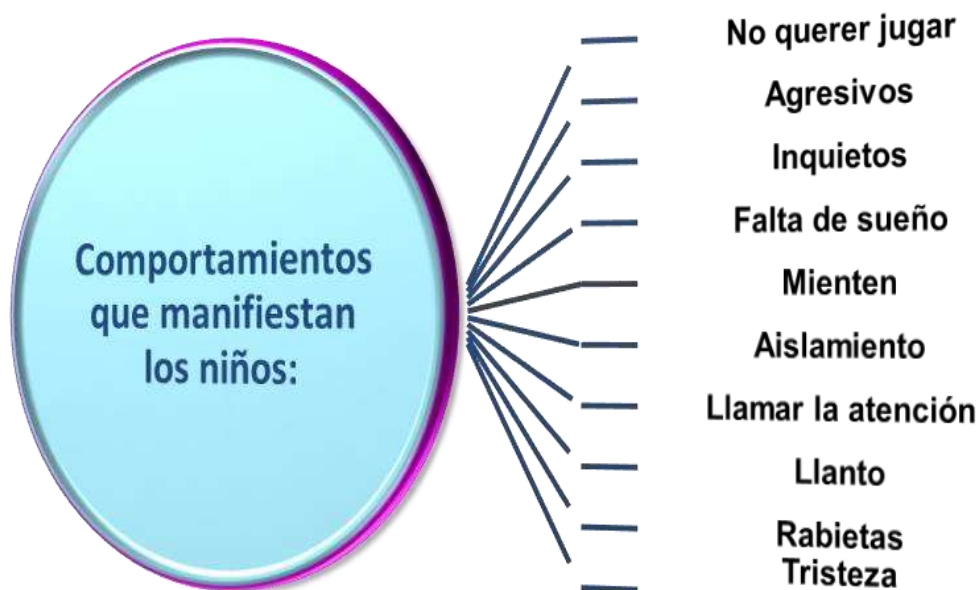 Comportamientos
que manifiestan
los niños:
No querer jugar
Agresivos
Inquietos
Falta de sueño
Mienten
Aislamiento
Llamar la atención
Llanto
Rabietas
Tristeza